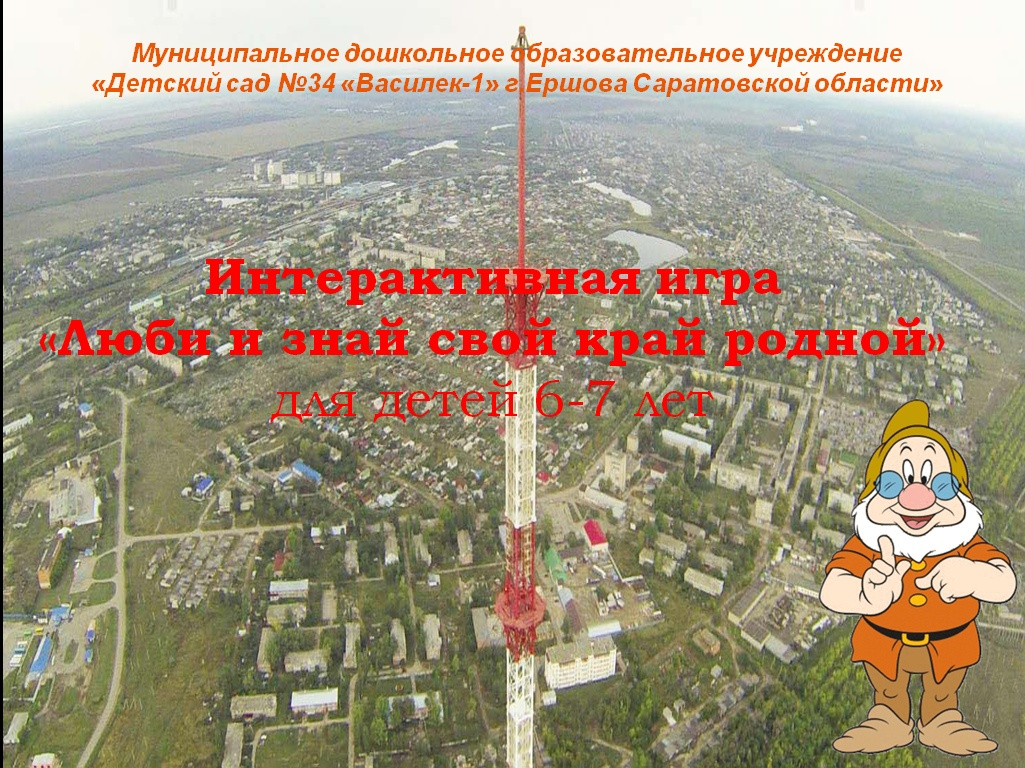 Муниципальное дошкольное образовательное учреждение
«Детский сад №34 «Василек-1» г.Ершова Саратовской области»
Интерактивная игра
«Люби и знай свой край родной»
для детей 6-7 лет